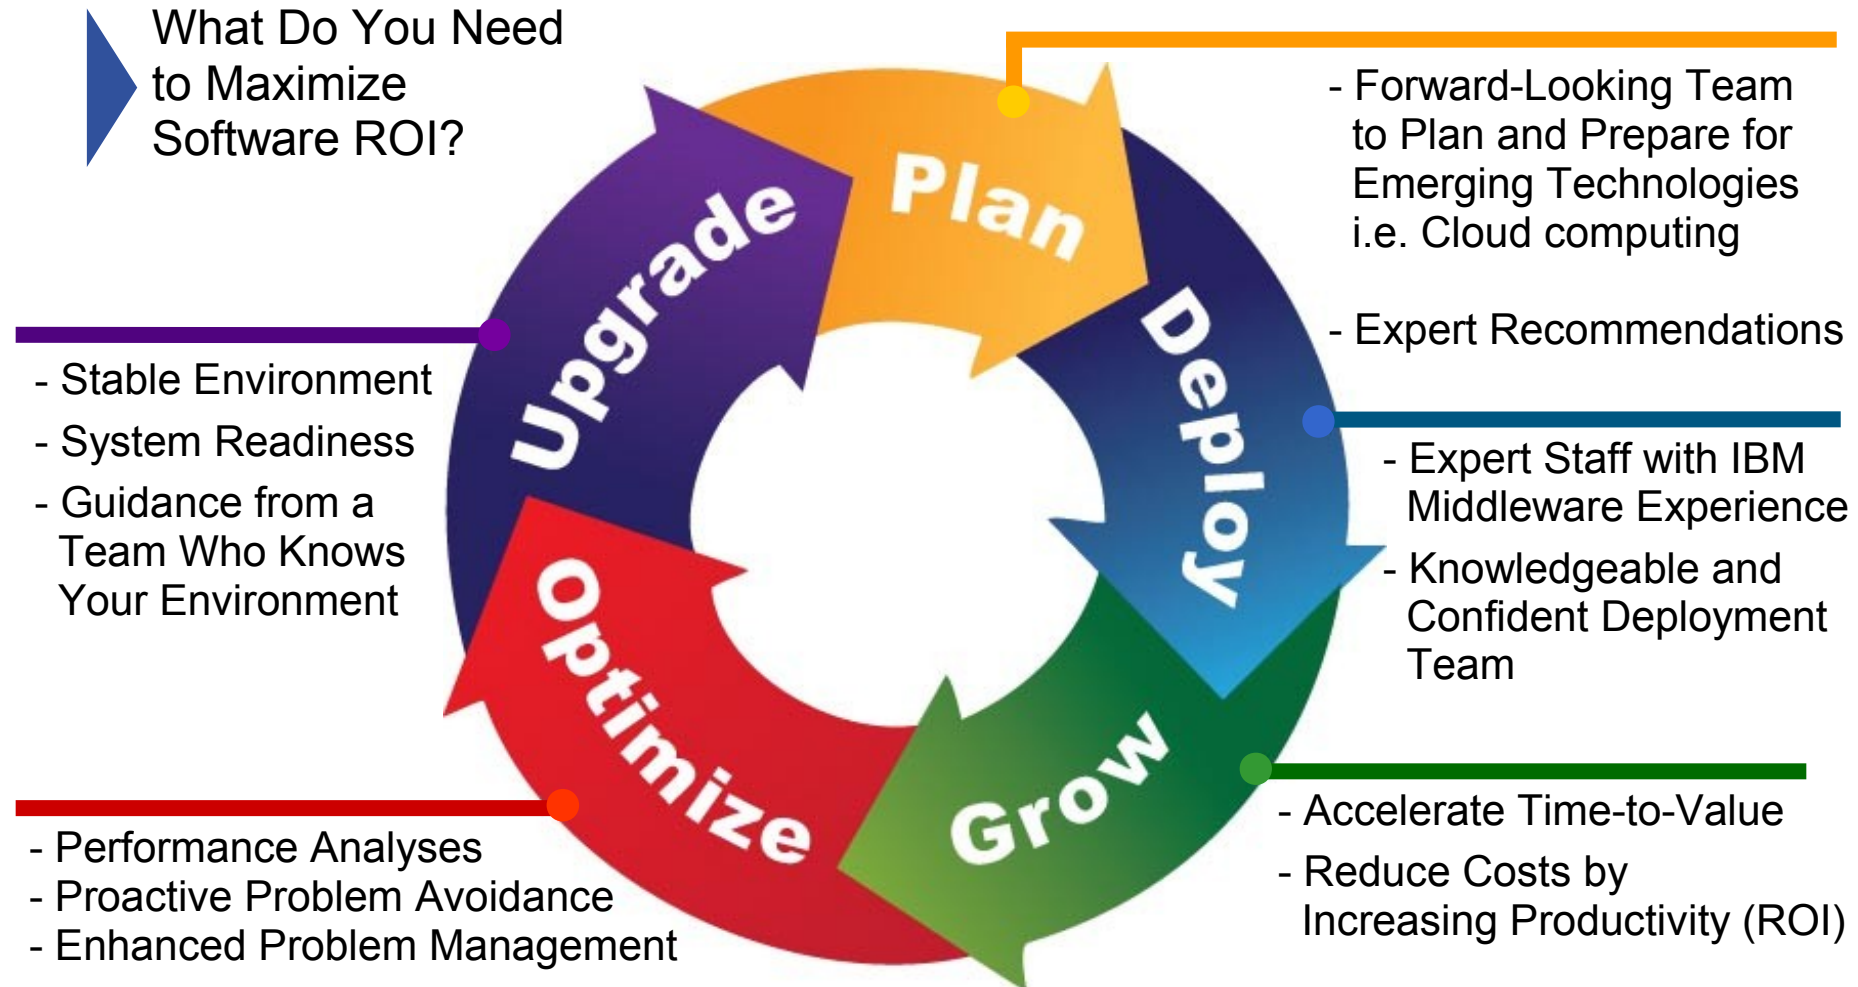 What Do You Need
to Maximize
Software ROI?
Plan
Deploy
Grow
Optimize
Upgrade
- Forward-Looking Team
to Plan and Prepare for
Emerging Technologies
i.e. Cloud computing
- Expert Recommendations
- Expert Staff with IBM
Middleware Experience
- Knowledgeable and
Confident Deployment
Team
- Accelerate Time-to-Value
- Reduce Costs by
Increasing Productivity (ROI)
- Performance Analyses
- Proactive Problem Avoidance
- Enhanced Problem Management
- Stable Environment
- System Readiness
- Guidance from a
Team Who Knows
Your Environment